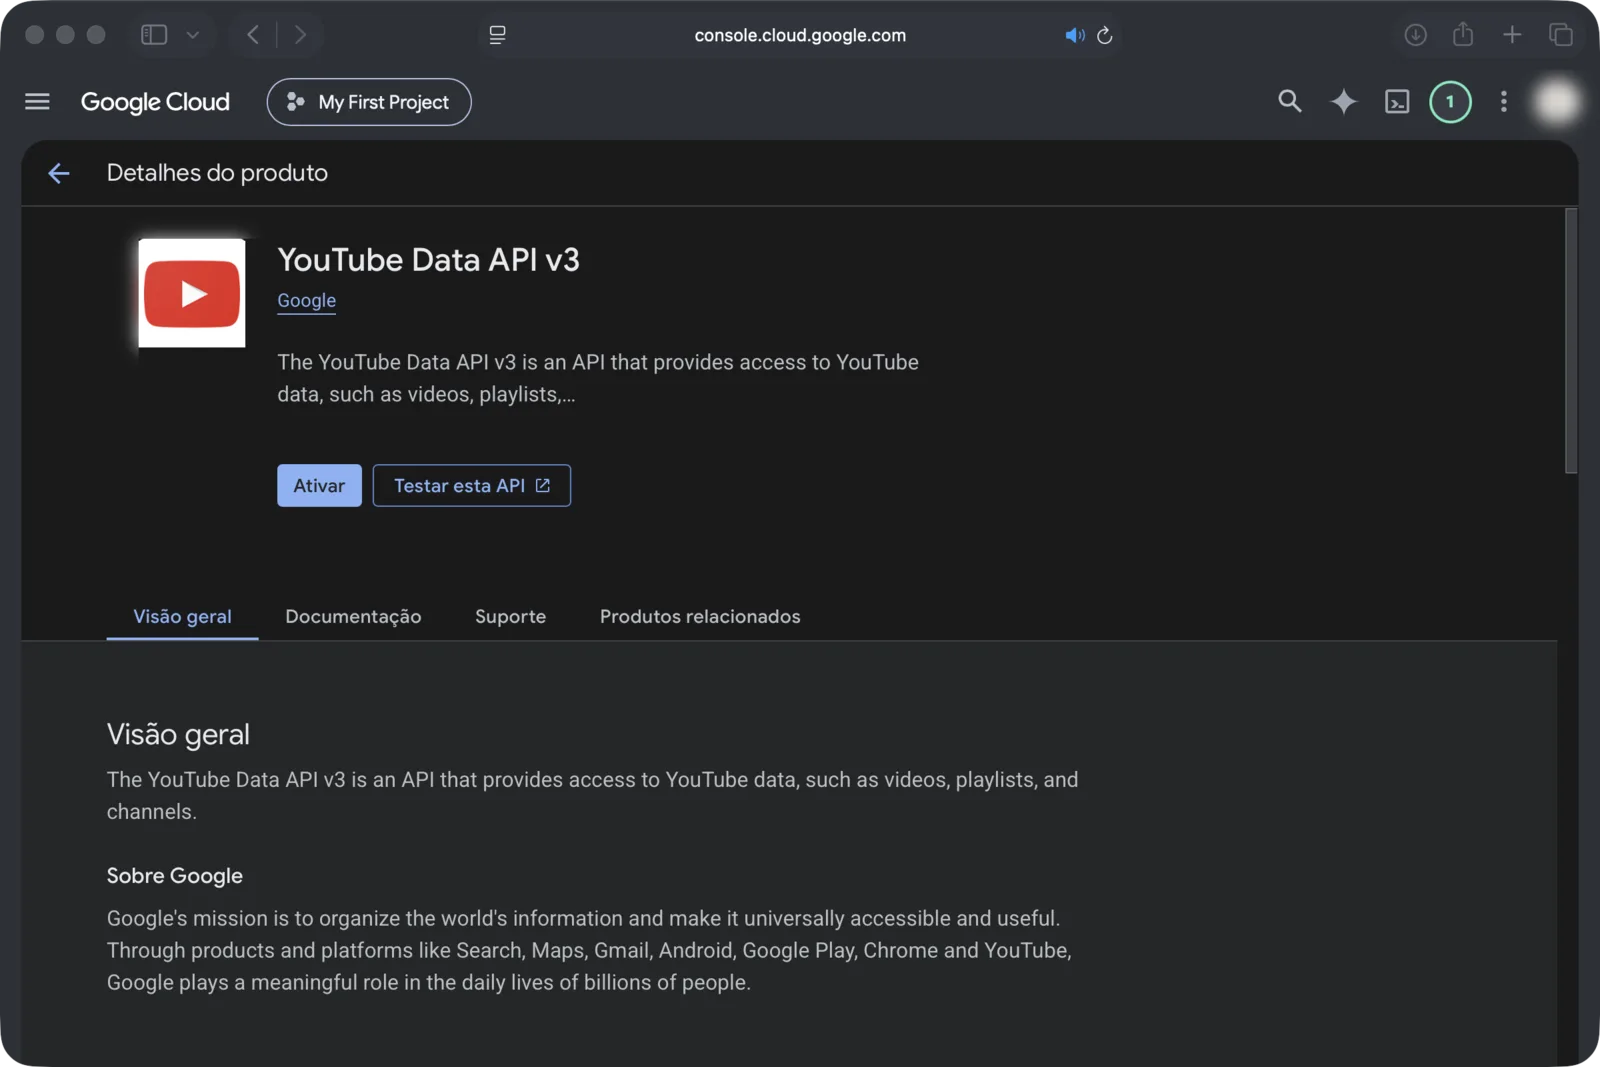 console.cloud.google.com
Google Cloud
My First Project
1
Detalhes do produto
YouTube Data API v3
Google
The YouTube Data API v3 is an API that provides access to YouTube
data, such as videos, playlists,...
Ativar
Testar esta API
Visão geral
Documentação
Suporte
Produtos relacionados
Visão geral
The YouTube Data API v3 is an API that provides access to YouTube data, such as videos, playlists, and
channels.
Sobre Google
Google's mission is to organize the world's information and make it universally accessible and useful.
Through products and platforms like Search, Maps, Gmail, Android, Google Play, Chrome and YouTube,
Google plays a meaningful role in the daily lives of billions of people.